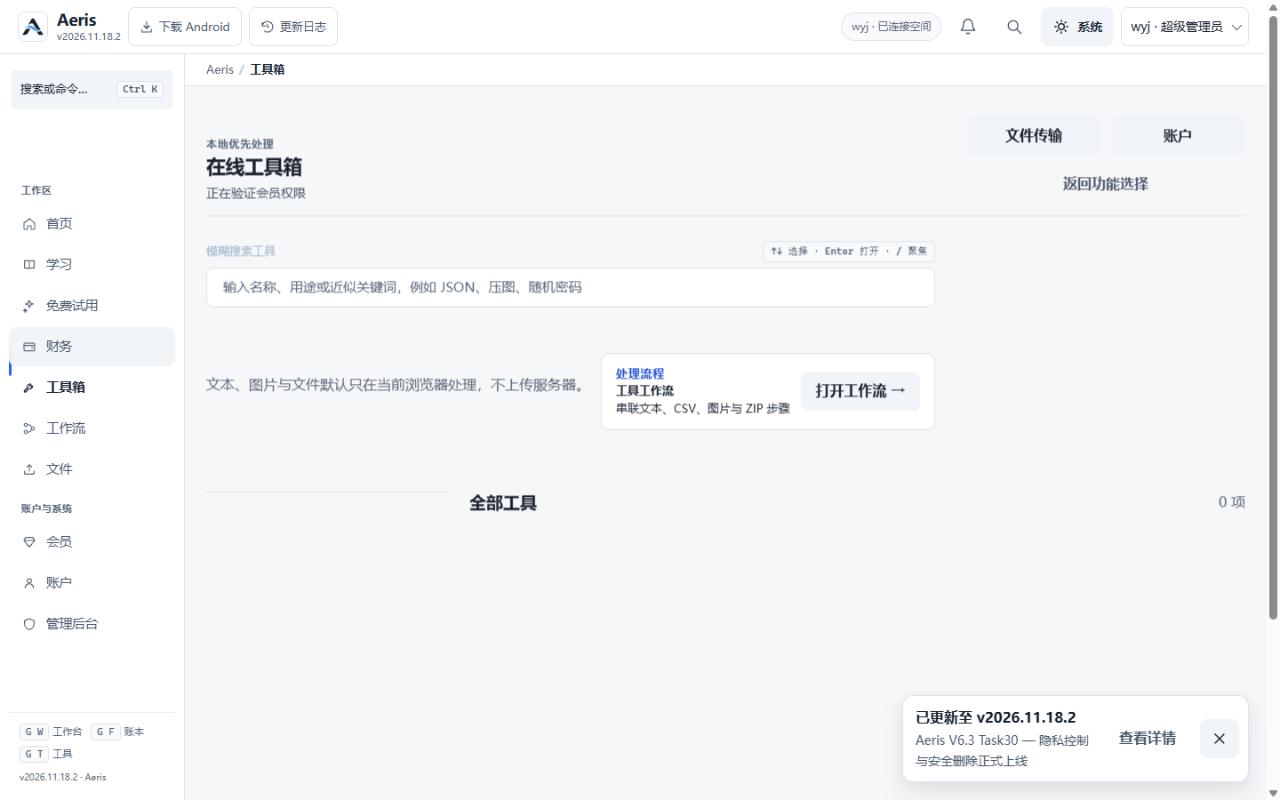 Aeris
v2026.11.18.2
下载 Android
更新日志
wyj · 已连接空间
系统
wyj · 超级管理员
搜索或命令...
Ctrl K
Aeris / 工具箱
工作区
首页
学习
免费试用
财务
工具箱
工作流
文件
账户与系统
会员
账户
管理后台
G W 工作台 G F 账本
G T 工具
v2026.11.18.2 · Aeris
本地优先处理
在线工具箱
正在验证会员权限
文件传输
账户
返回功能选择
模糊搜索工具
↑↓ 选择 · Enter 打开 · / 聚焦
输入名称、用途或近似关键词，例如 JSON、压图、随机密码
文本、图片与文件默认只在当前浏览器处理，不上传服务器。
处理流程
工具工作流
串联文本、CSV、图片与 ZIP 步骤
打开工作流 →
全部工具
0 项
已更新至 v2026.11.18.2
Aeris V6.3 Task30 — 隐私控制
与安全删除正式上线
查看详情